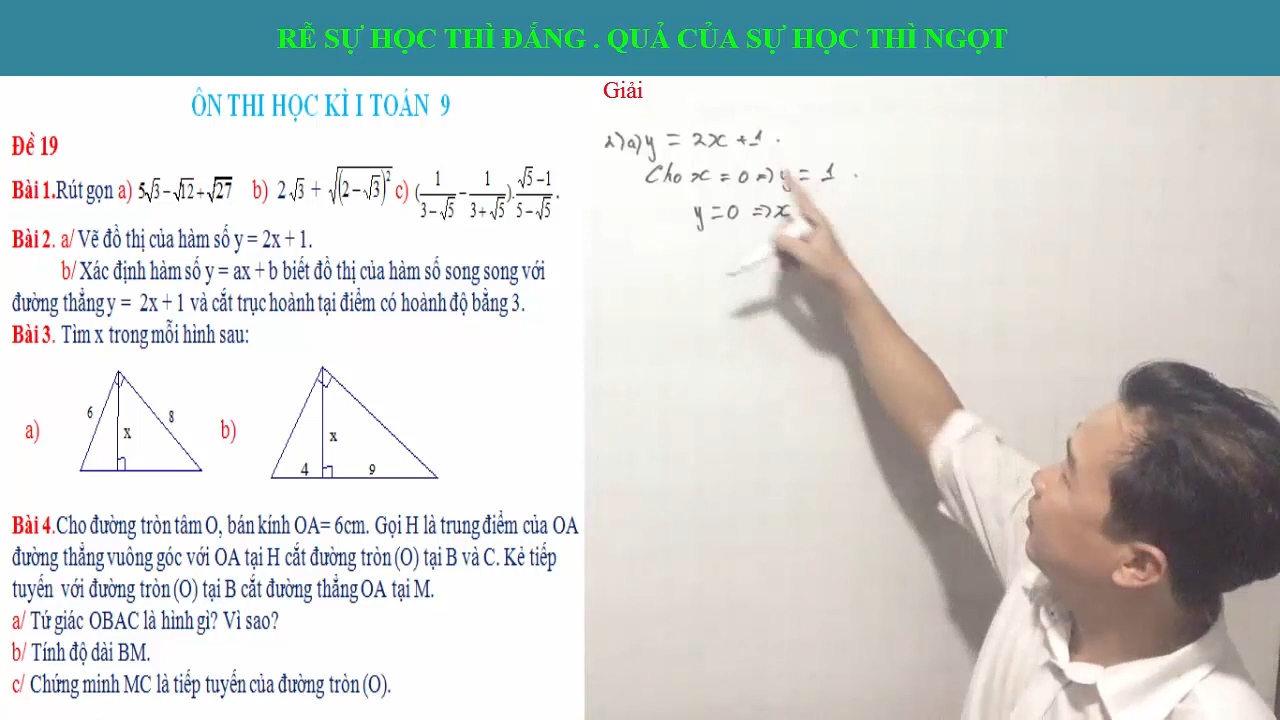 RỄ SỰ HỌC THÌ ĐẮNG . QUẢ CỦA SỰ HỌC THÌ NGỌT
ÔN THI HỌC KÌ I TOÁN 9
Đề 19
Bài 1.Rút gọn a) 5√3 − √12 + √27 b) 2√3 + √((2 − √3)²) c) (1/(3 − √5) − 1/(3 + √5)).(√5 − 1)/(5 − √5).
Bài 2. a/ Vẽ đồ thị của hàm số y = 2x + 1.
b/ Xác định hàm số y = ax + b biết đồ thị của hàm số song song với
đường thẳng y = 2x + 1 và cắt trục hoành tại điểm có hoành độ bằng 3.
Bài 3. Tìm x trong mỗi hình sau:
a) 6 x 8
b) x 4 9
Bài 4.Cho đường tròn tâm O, bán kính OA= 6cm. Gọi H là trung điểm của OA
đường thẳng vuông góc với OA tại H cắt đường tròn (O) tại B và C. Kẻ tiếp
tuyến với đường tròn (O) tại B cắt đường thẳng OA tại M.
a/ Tứ giác OBAC là hình gì? Vì sao?
b/ Tính độ dài BM.
c/ Chứng minh MC là tiếp tuyến của đường tròn (O).
Giải
2)a) y = 2x + 1.
Cho x = 0 => y = 1.
y = 0 => x